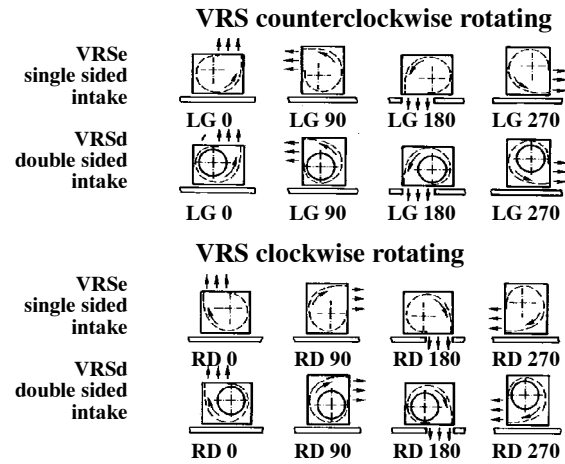 VRS counterclockwise rotating
VRSe
single sided
intake
LG 0 LG 90 LG 180 LG 270
VRSd
double sided
intake
LG 0 LG 90 LG 180 LG 270
VRS clockwise rotating
VRSe
single sided
intake
RD 0 RD 90 RD 180 RD 270
VRSd
double sided
intake
RD 0 RD 90 RD 180 RD 270